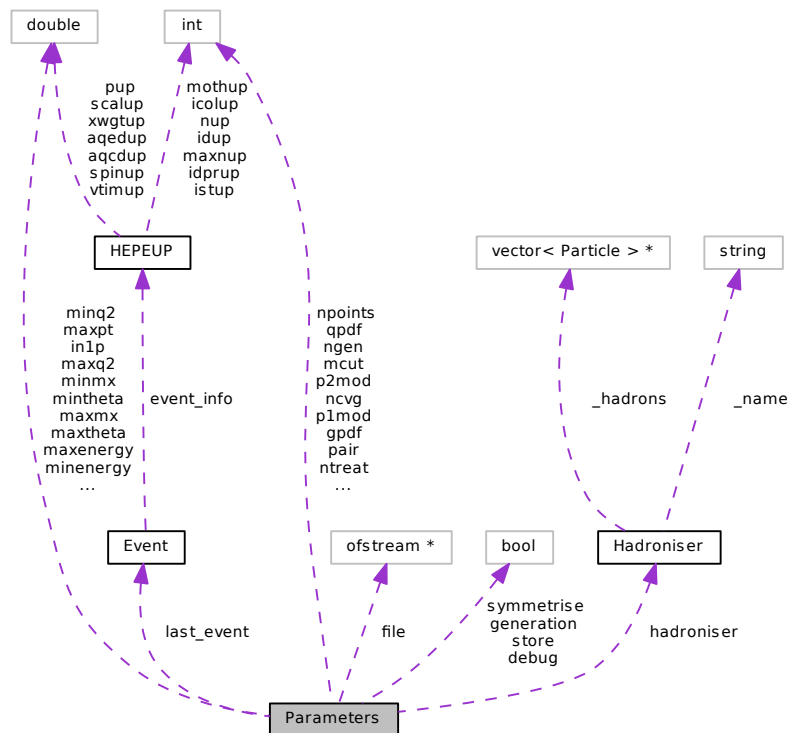 double
int
pup
scalup
xwgtup
aqedup
aqcdup
spinup
vtimup
mothup
icolup
nup
idup
maxnup
idprup
istup
HEPEUP
vector< Particle > *
string
minq2
maxpt
in1p
maxq2
minmx
mintheta
maxmx
maxtheta
maxenergy
minenergy
...
event_info
npoints
qpdf
ngen
mcut
p2mod
ncvg
p1mod
gpdf
pair
ntreat
...
_hadrons
_name
Event
ofstream *
bool
Hadroniser
last_event
file
symmetrise
generation
store
debug
hadroniser
Parameters